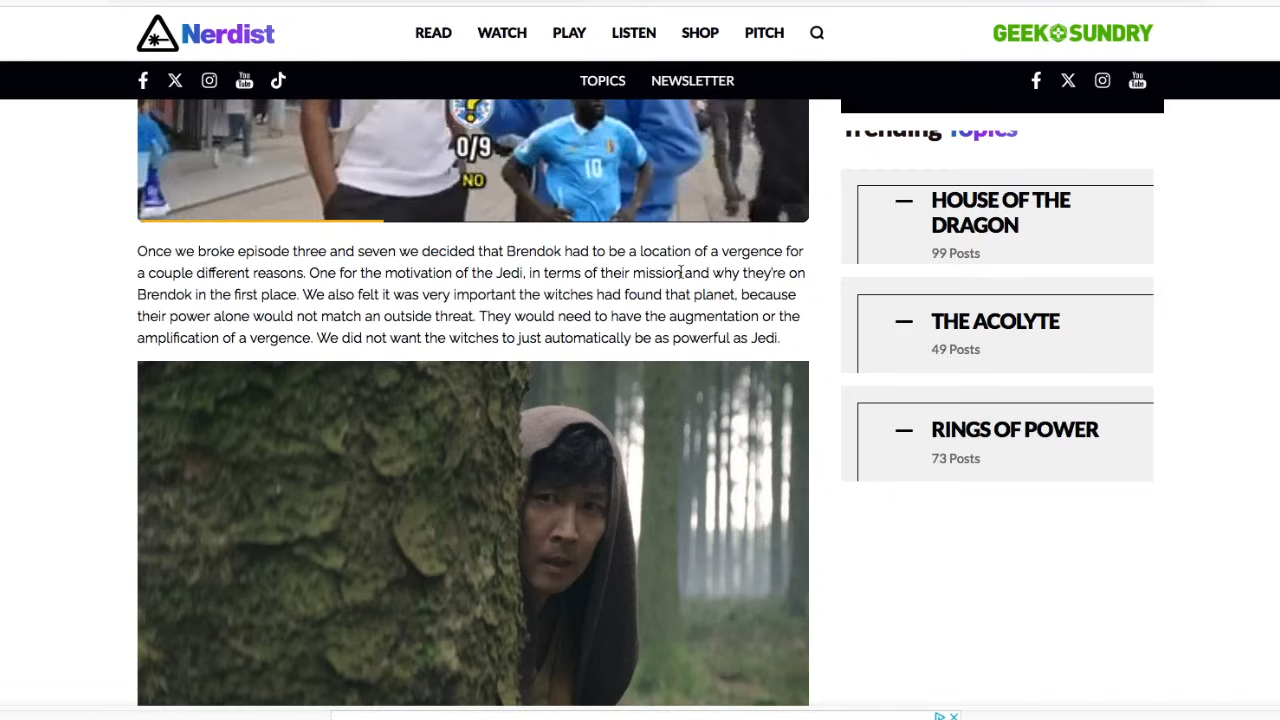 Nerdist
READ WATCH PLAY LISTEN SHOP PITCH
GEEK SUNDRY
You Tube
TOPICS NEWSLETTER
You Tube
0/9
NO
10
Once we broke episode three and seven we decided that Brendok had to be a location of a vergence for
a couple different reasons. One for the motivation of the Jedi, in terms of their mission and why they're on
Brendok in the first place. We also felt it was very important the witches had found that planet, because
their power alone would not match an outside threat. They would need to have the augmentation or the
amplification of a vergence. We did not want the witches to just automatically be as powerful as Jedi.
Trending Topics
HOUSE OF THE
DRAGON
99 Posts
THE ACOLYTE
49 Posts
RINGS OF POWER
73 Posts